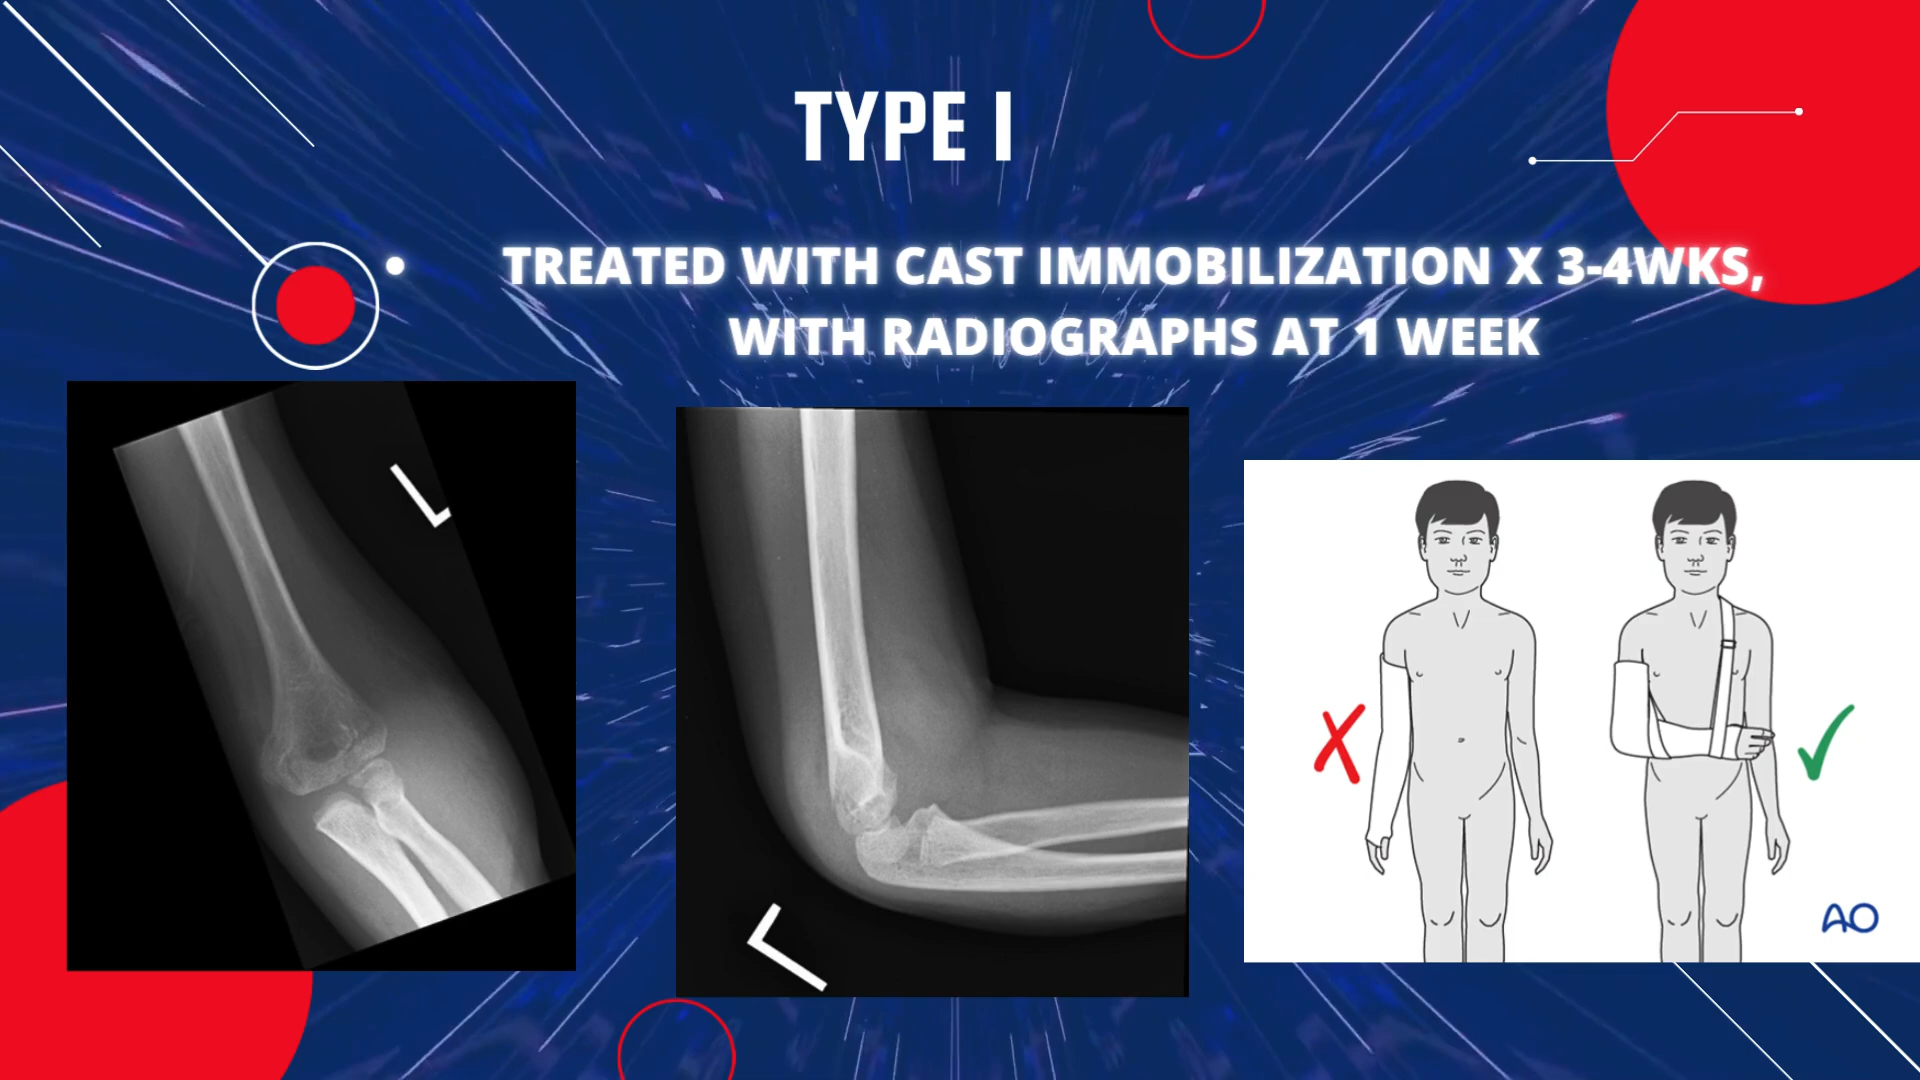 TYPE I
• TREATED WITH CAST IMMOBILIZATION X 3-4WKS,
WITH RADIOGRAPHS AT 1 WEEK
L
L
AO